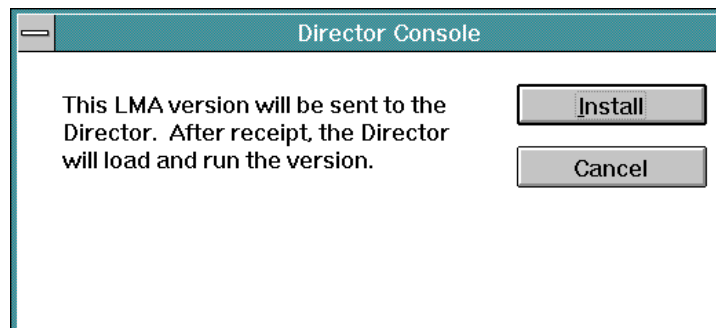 Director Console
This LMA version will be sent to the
Director.  After receipt, the Director
will load and run the version.
Install
Cancel